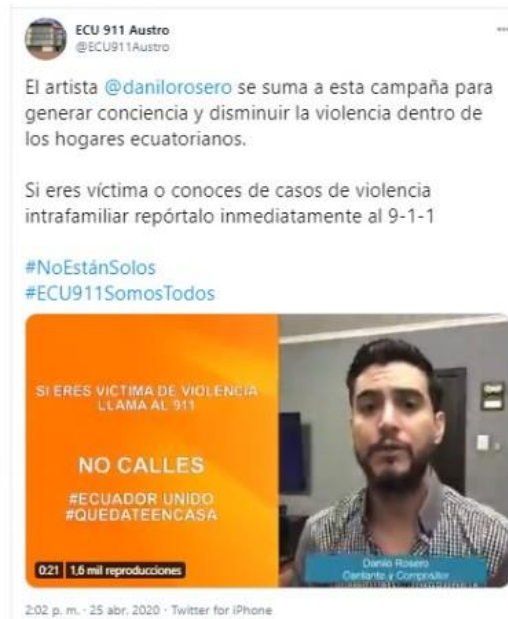 ECU 911 Austro
@ECU911Austro
El artista @danilorosero se suma a esta campaña para
generar conciencia y disminuir la violencia dentro de
los hogares ecuatorianos.
Si eres víctima o conoces de casos de violencia
intrafamiliar repórtalo inmediatamente al 9-1-1
#NoEstánSolos
#ECU911SomosTodos
SI ERES VICTIMA DE VIOLENCIA
LLAMA AL 911
NO CALLES
#ECUADOR UNIDO
#QUEDATEENCASA
Danilo Rosero
Cantante y Compositor
0:21 1,6 mil reproducciones
2:02 p. m. · 25 abr. 2020 · Twitter for iPhone